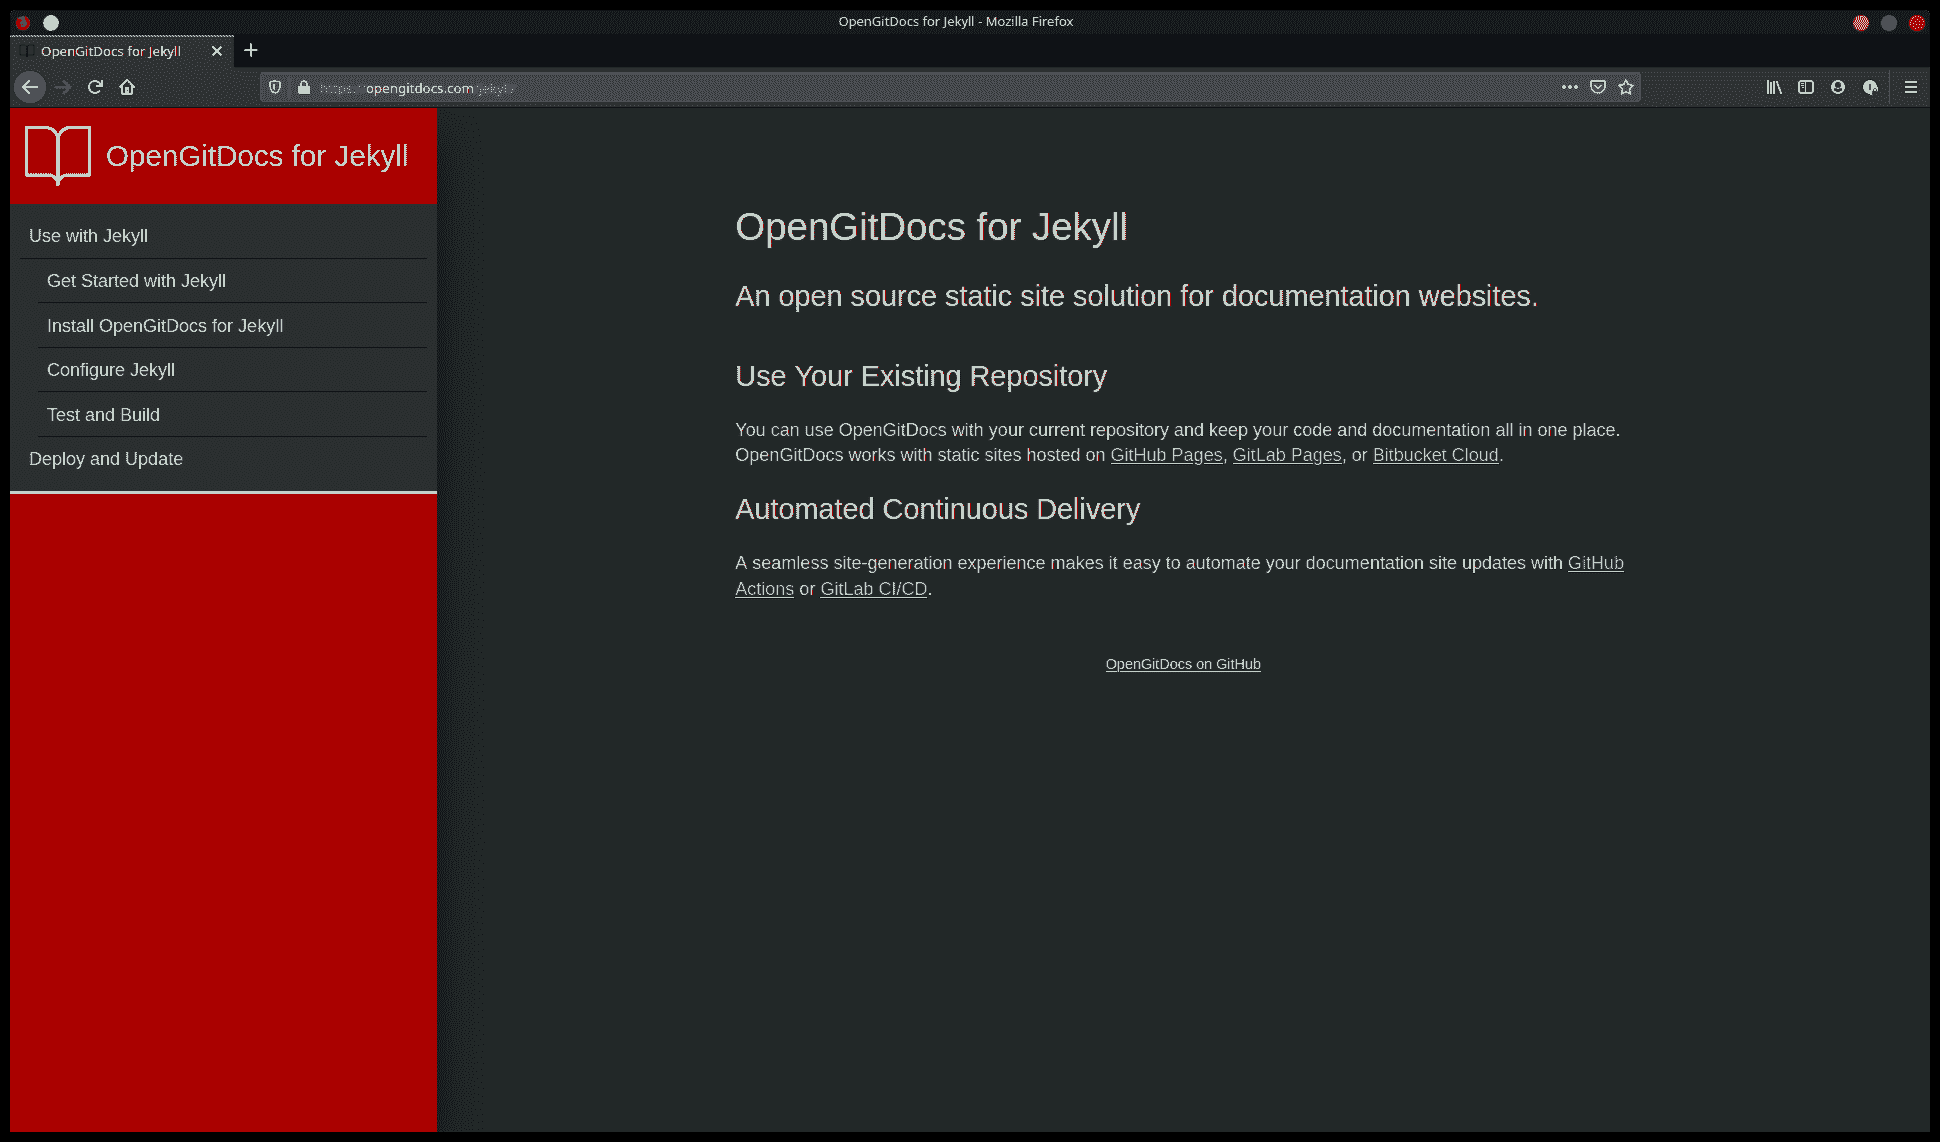 OpenGitDocs for Jekyll - Mozilla Firefox
OpenGitDocs for Jekyll
https://opengitdocs.com/jekyll/
OpenGitDocs for Jekyll
Use with Jekyll
Get Started with Jekyll
Install OpenGitDocs for Jekyll
Configure Jekyll
Test and Build
Deploy and Update
OpenGitDocs for Jekyll
An open source static site solution for documentation websites.
Use Your Existing Repository
You can use OpenGitDocs with your current repository and keep your code and documentation all in one place.
OpenGitDocs works with static sites hosted on GitHub Pages, GitLab Pages, or Bitbucket Cloud.
Automated Continuous Delivery
A seamless site-generation experience makes it easy to automate your documentation site updates with GitHub
Actions or GitLab CI/CD.
OpenGitDocs on GitHub